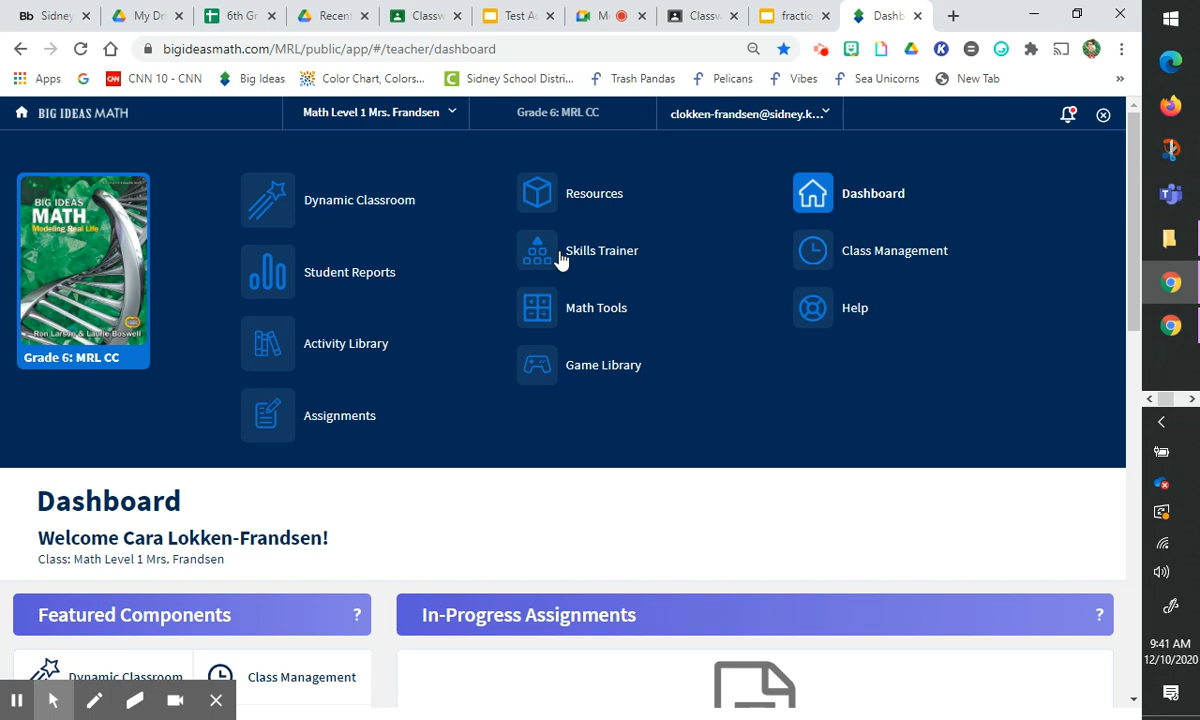 Bb Sidney
My Dri
6th Gr
Recent
Classw
Test Ac
M
Classw
fractio
Dashb
bigideasmath.com/MRL/public/app/#/teacher/dashboard
Apps
CNN 10 - CNN
Big Ideas
Color Chart, Colors...
Sidney School Distri...
Trash Pandas
Pelicans
Vibes
Sea Unicorns
New Tab
BIG IDEAS MATH
Math Level 1 Mrs. Frandsen
Grade 6: MRL CC
clokken-frandsen@sidney.k...
BIG IDEAS
MATH
Modeling Real Life
Ron Larson & Laurie Boswell
Grade 6: MRL CC
Dynamic Classroom
Student Reports
Activity Library
Assignments
Resources
Skills Trainer
Math Tools
Game Library
Dashboard
Class Management
Help
Dashboard
Welcome Cara Lokken-Frandsen!
Class: Math Level 1 Mrs. Frandsen
Featured Components ?
In-Progress Assignments ?
Dynamic Classroom
Class Management
9:41 AM
12/10/2020